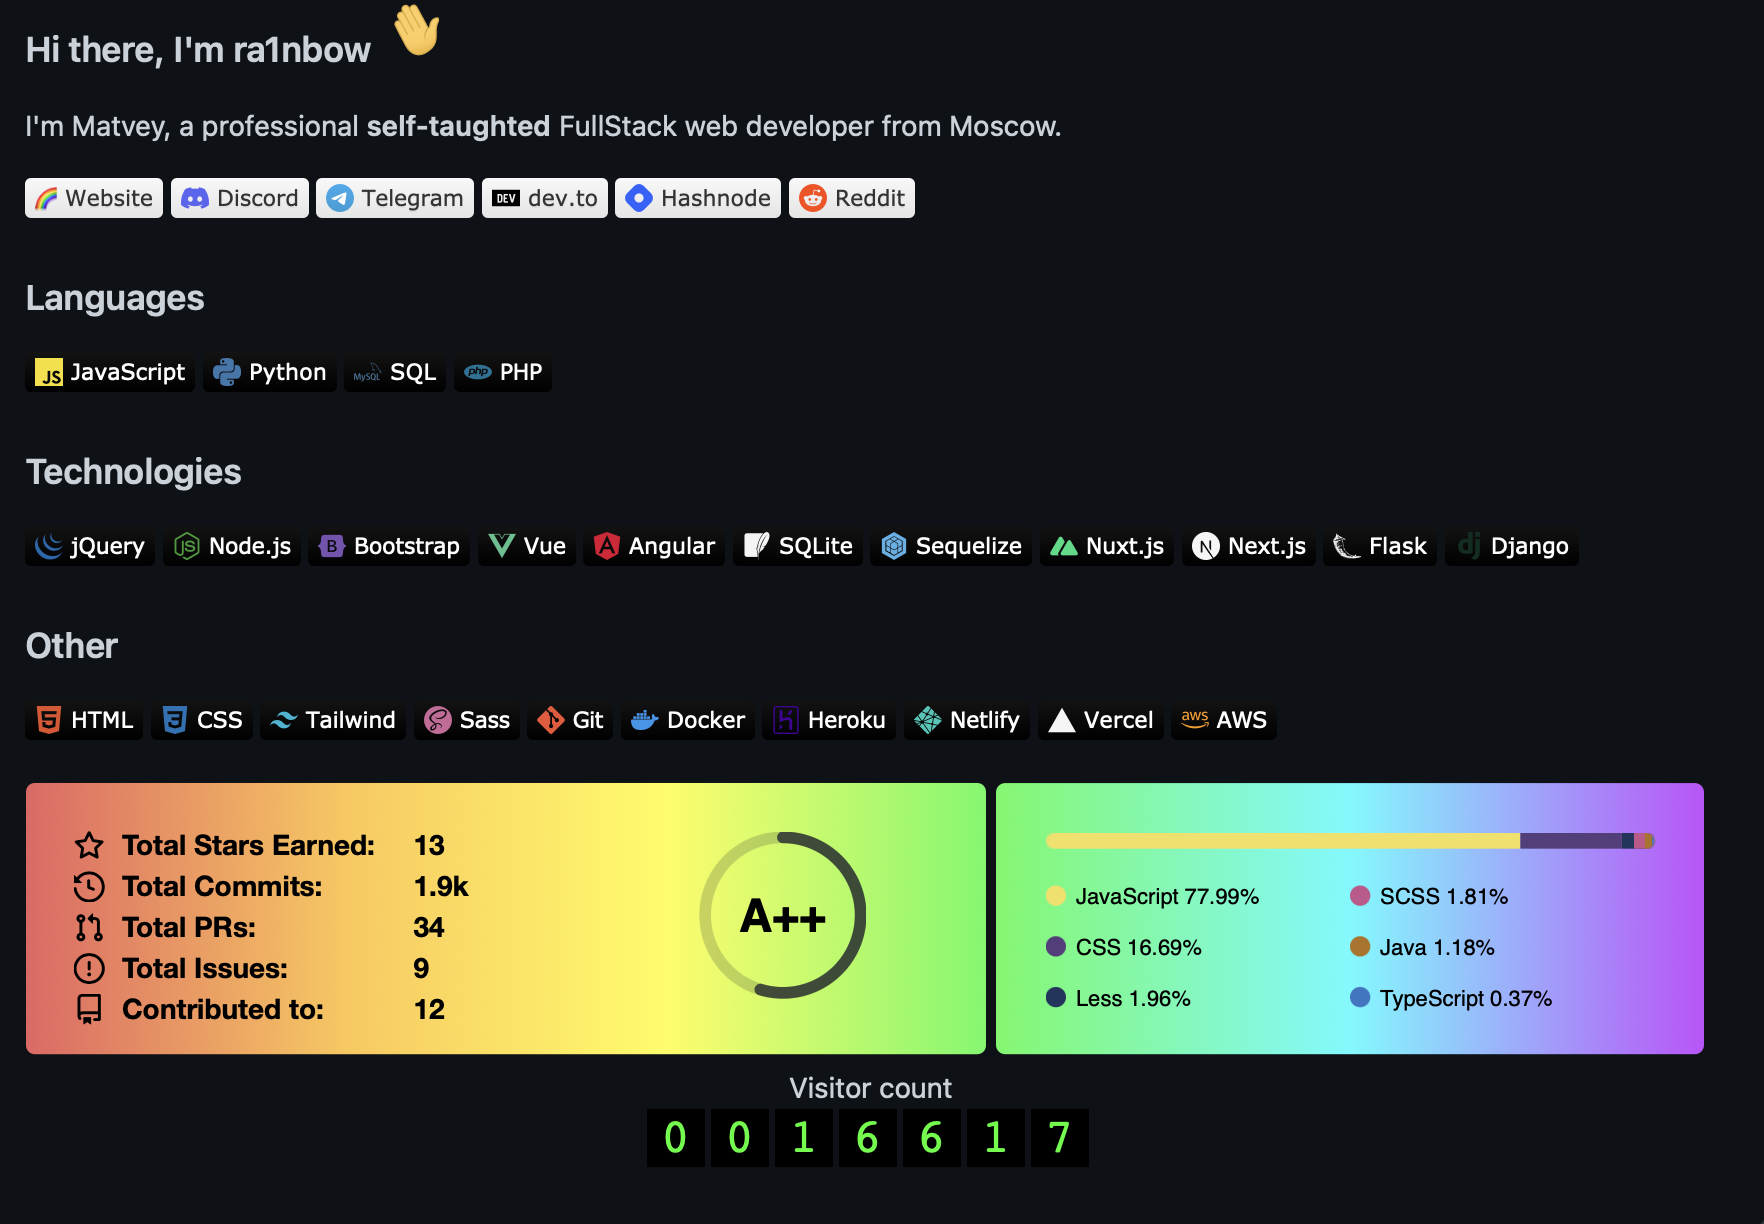 Hi there, I'm ra1nbow
I'm Matvey, a professional self-taughted FullStack web developer from Moscow.
Website Discord Telegram DEV dev.to Hashnode Reddit
Languages
JS JavaScript Python MySQL SQL php PHP
Technologies
jQuery JS Node.js B Bootstrap Vue A Angular SQLite Sequelize Nuxt.js N Next.js Flask dj Django
Other
5 HTML 3 CSS Tailwind Sass Git Docker H Heroku Netlify Vercel aws AWS
Total Stars Earned: 13
Total Commits: 1.9k
Total PRs: 34
Total Issues: 9
Contributed to: 12
A++
JavaScript 77.99% SCSS 1.81%
CSS 16.69% Java 1.18%
Less 1.96% TypeScript 0.37%
Visitor count
0 0 1 6 6 1 7